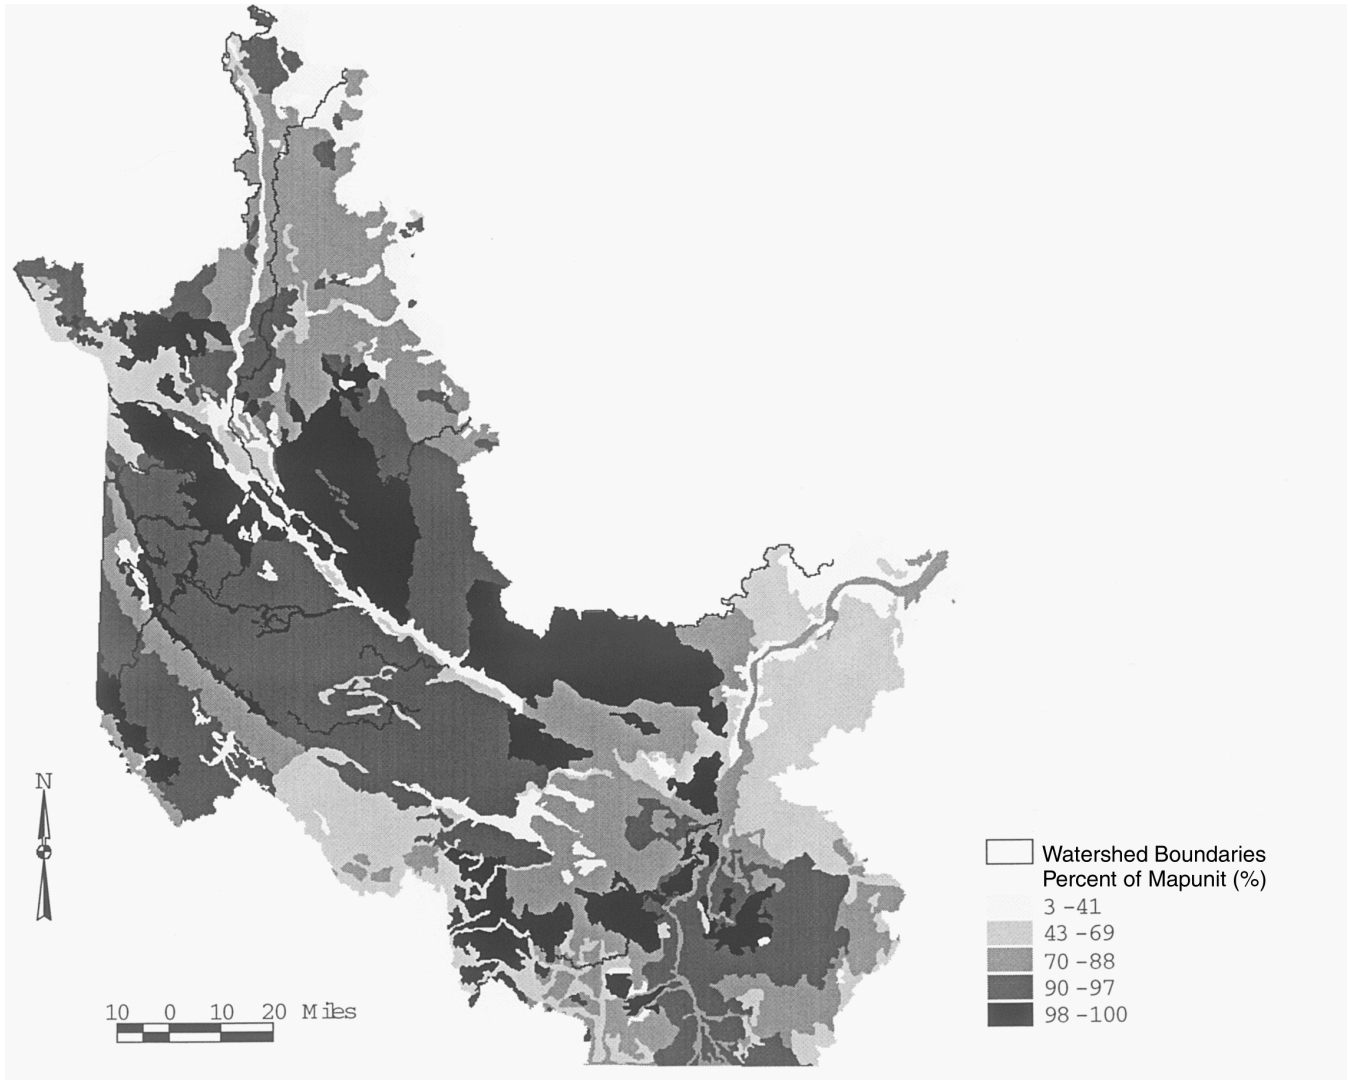 N
10 0 10 20 Miles
Watershed Boundaries
Percent of Mapunit (%)
3 -41
43 -69
70 -88
90 -97
98 -100